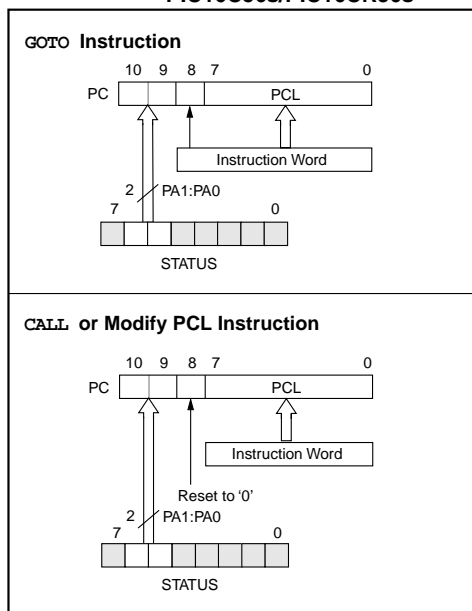 GOTO Instruction
10 9 8 7 0
PC PCL
Instruction Word
2 PA1:PA0
7 0
STATUS
CALL or Modify PCL Instruction
10 9 8 7 0
PC PCL
Instruction Word
Reset to '0'
2 PA1:PA0
7 0
STATUS